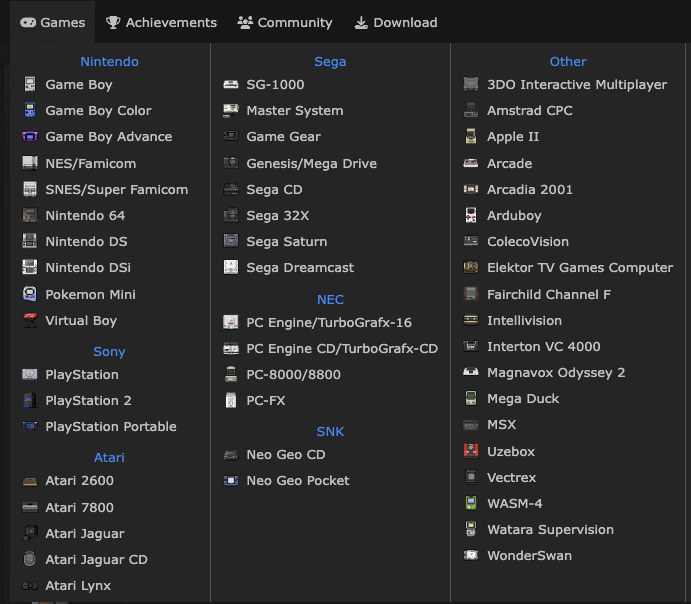 Games Achievements Community Download
Nintendo
Game Boy
Game Boy Color
Game Boy Advance
NES/Famicom
SNES/Super Famicom
Nintendo 64
Nintendo DS
Nintendo DSi
Pokemon Mini
Virtual Boy
Sony
PlayStation
PlayStation 2
PlayStation Portable
Atari
Atari 2600
Atari 7800
Atari Jaguar
Atari Jaguar CD
Atari Lynx
Sega
SG-1000
Master System
Game Gear
Genesis/Mega Drive
Sega CD
Sega 32X
Sega Saturn
Sega Dreamcast
NEC
PC Engine/TurboGrafx-16
PC Engine CD/TurboGrafx-CD
PC-8000/8800
PC-FX
SNK
Neo Geo CD
Neo Geo Pocket
Other
3DO Interactive Multiplayer
Amstrad CPC
Apple II
Arcade
Arcadia 2001
Arduboy
ColecoVision
Elektor TV Games Computer
Fairchild Channel F
Intellivision
Interton VC 4000
Magnavox Odyssey 2
Mega Duck
MSX
Uzebox
Vectrex
WASM-4
Watara Supervision
WonderSwan